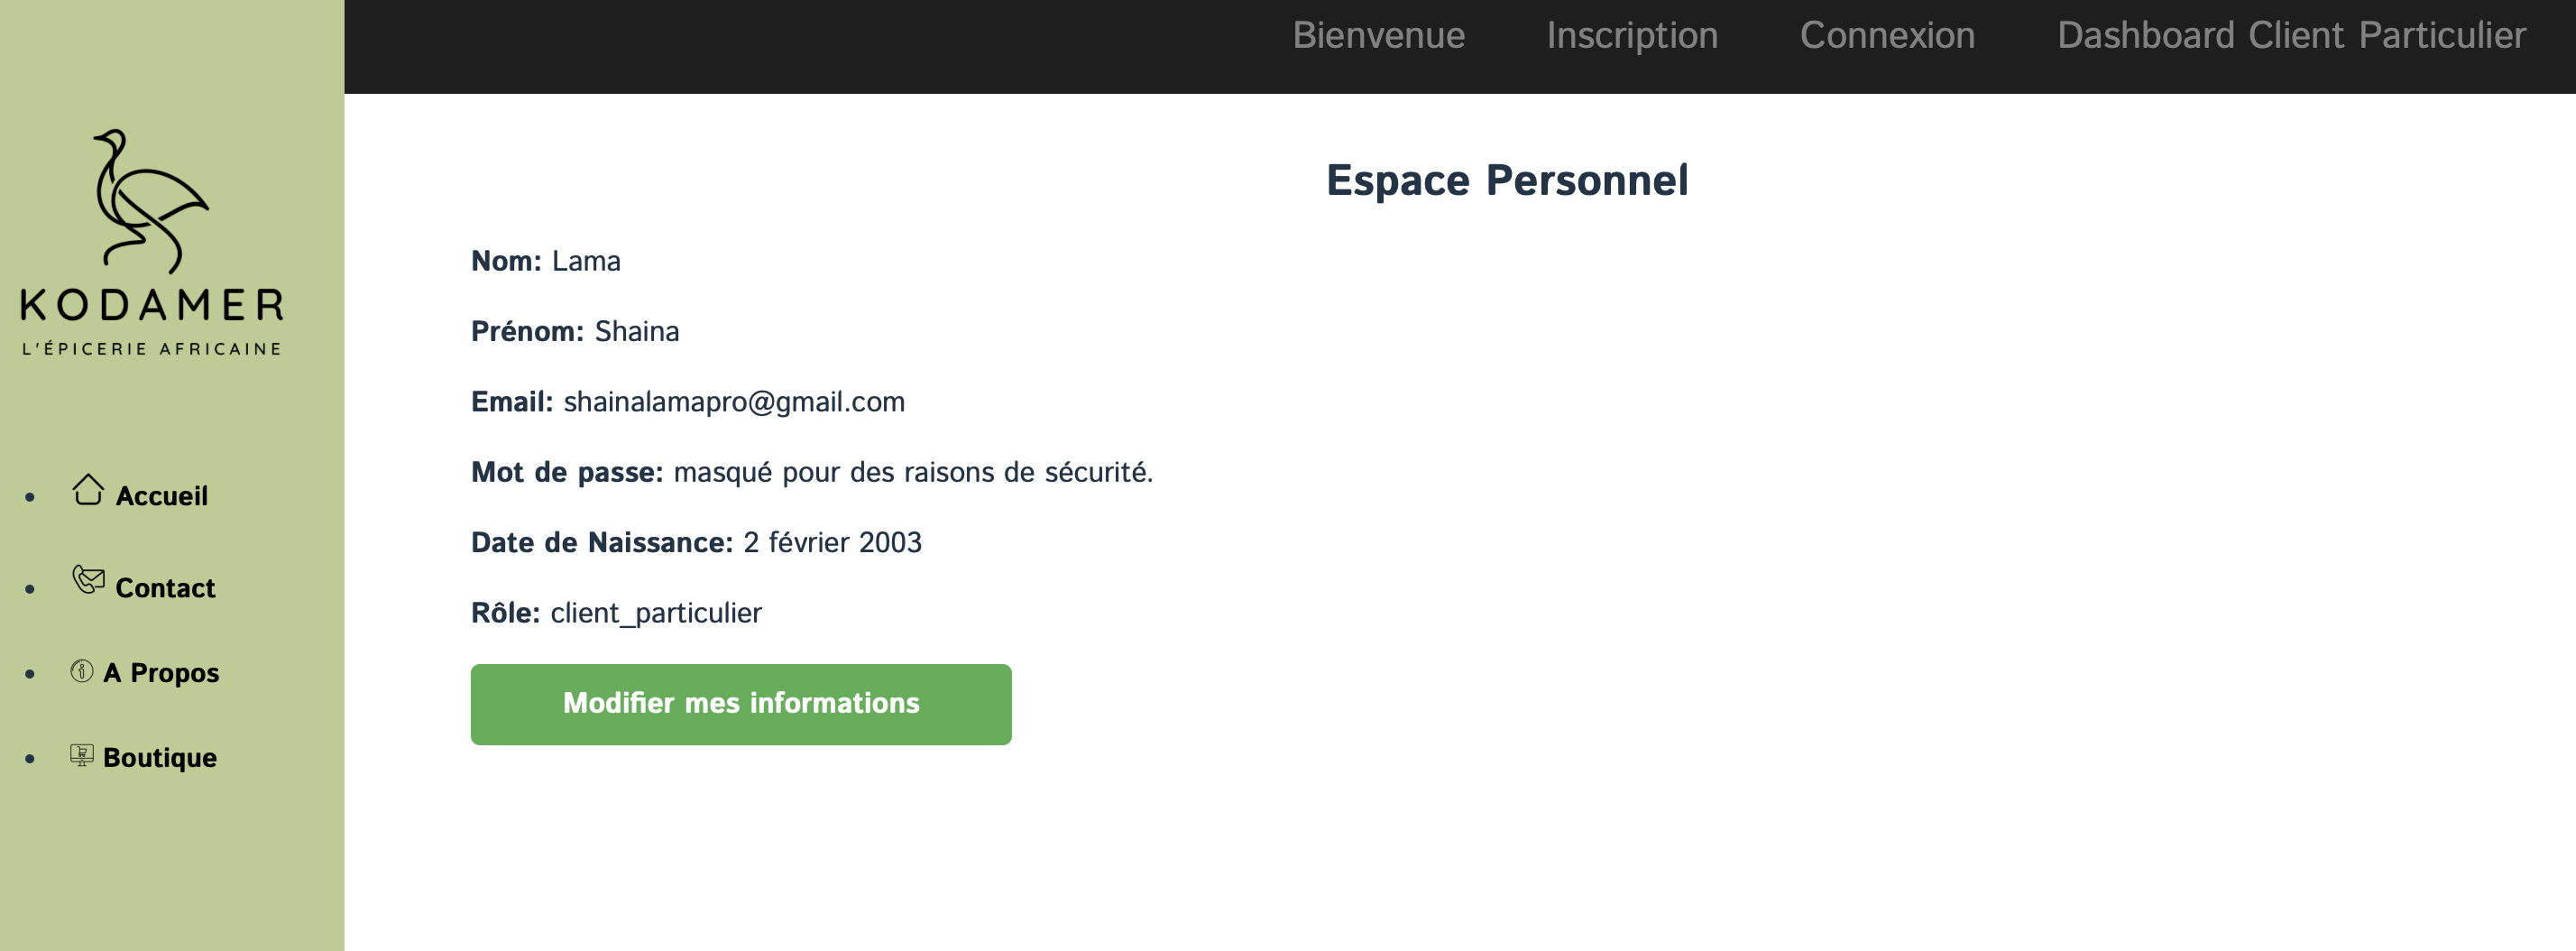 Bienvenue Inscription Connexion Dashboard Client Particulier
KODAMER
L'ÉPICERIE AFRICAINE
Accueil
Contact
A Propos
Boutique
Espace Personnel
Nom: Lama
Prénom: Shaina
Email: shainalamapro@gmail.com
Mot de passe: masqué pour des raisons de sécurité.
Date de Naissance: 2 février 2003
Rôle: client_particulier
Modifier mes informations